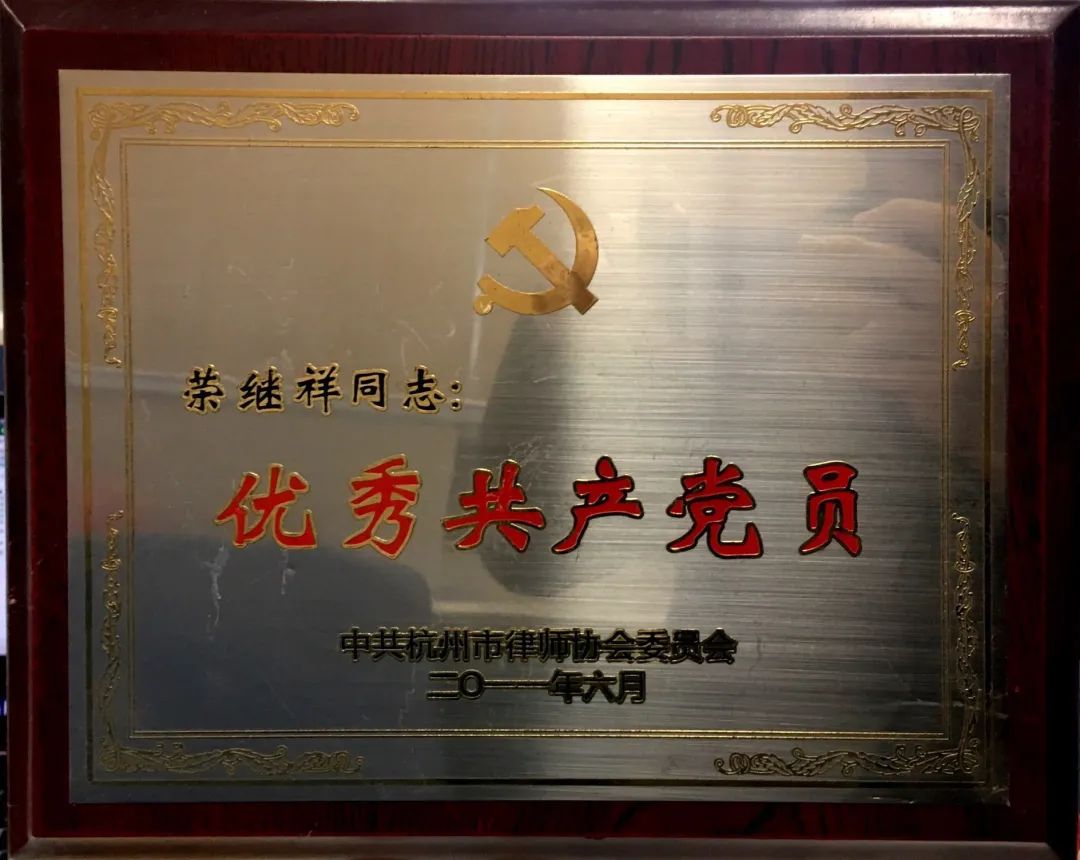 荣继祥同志:
优秀共产党员
中共杭州市律师协会委员会
二〇一一年六月